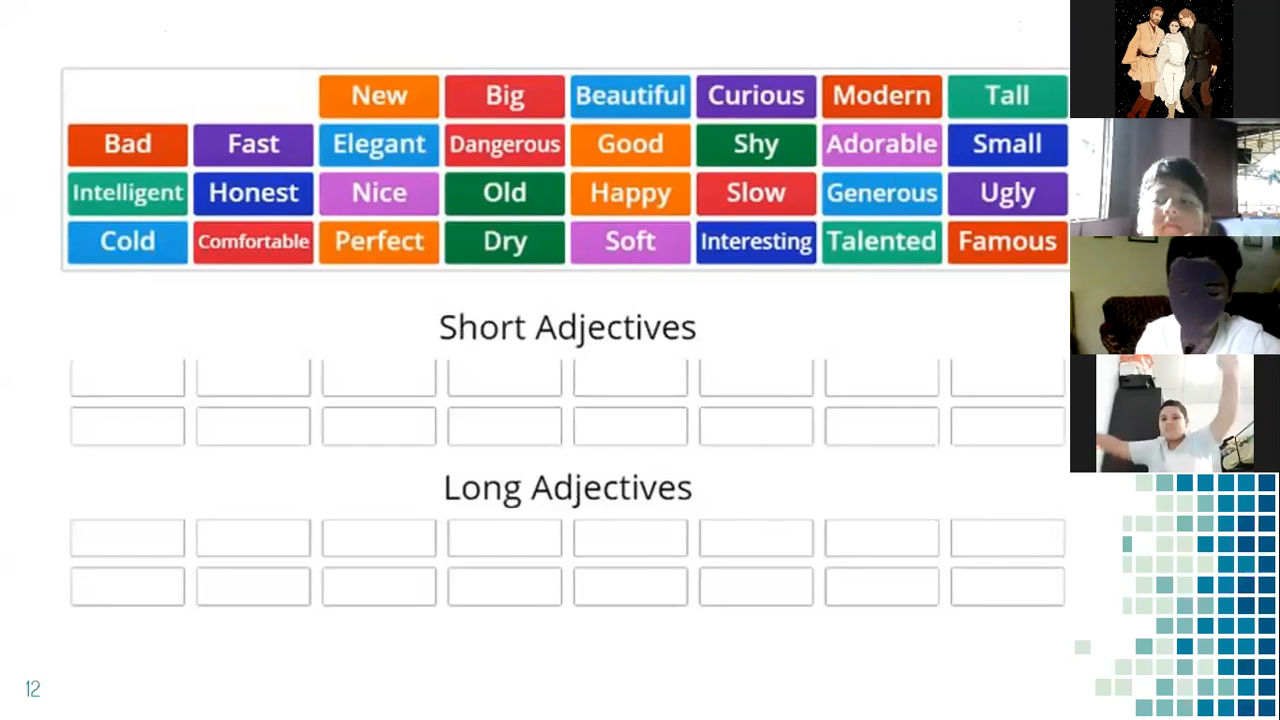 New Big Beautiful Curious Modern Tall
Bad Fast Elegant Dangerous Good Shy Adorable Small
Intelligent Honest Nice Old Happy Slow Generous Ugly
Cold Comfortable Perfect Dry Soft Interesting Talented Famous
Short Adjectives
Long Adjectives
12